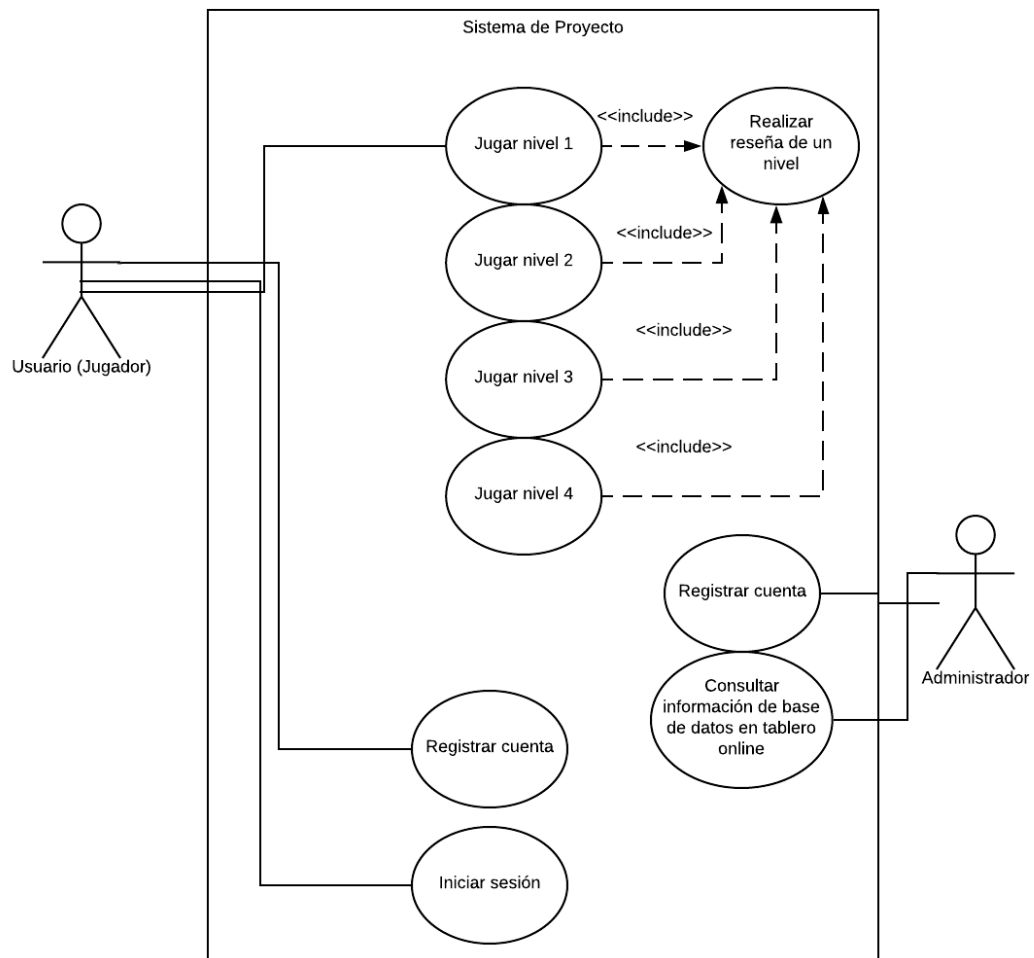 Sistema de Proyecto
Jugar nivel 1
<<include>>
Realizar
reseña de un
nivel
Jugar nivel 2
<<include>>
Jugar nivel 3
<<include>>
Usuario (Jugador)
Jugar nivel 4
<<include>>
Registrar cuenta
Administrador
Consultar
información de base
de datos en tablero
online
Registrar cuenta
Iniciar sesión